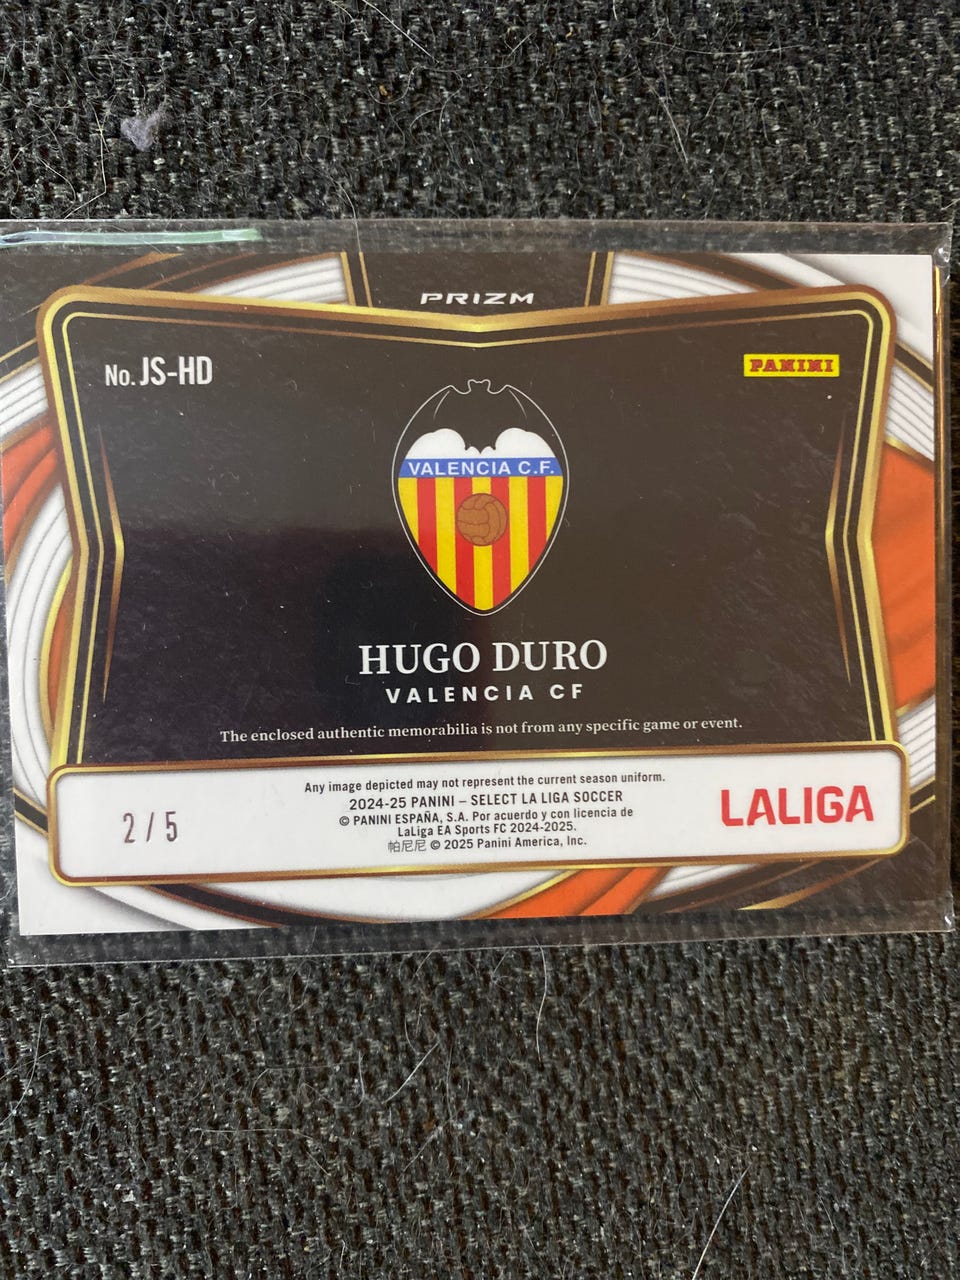 PRIZM
No. JS-HD
PANINI
VALENCIA C.F.
HUGO DURO
VALENCIA CF
The enclosed authentic memorabilia is not from any specific game or event.
Any image depicted may not represent the current season uniform.
2024-25 PANINI – SELECT LA LIGA SOCCER
© PANINI ESPAÑA, S.A. Por acuerdo y con licencia de
LaLiga EA Sports FC 2024-2025.
帕尼尼 © 2025 Panini America, Inc.
2/5
LALIGA